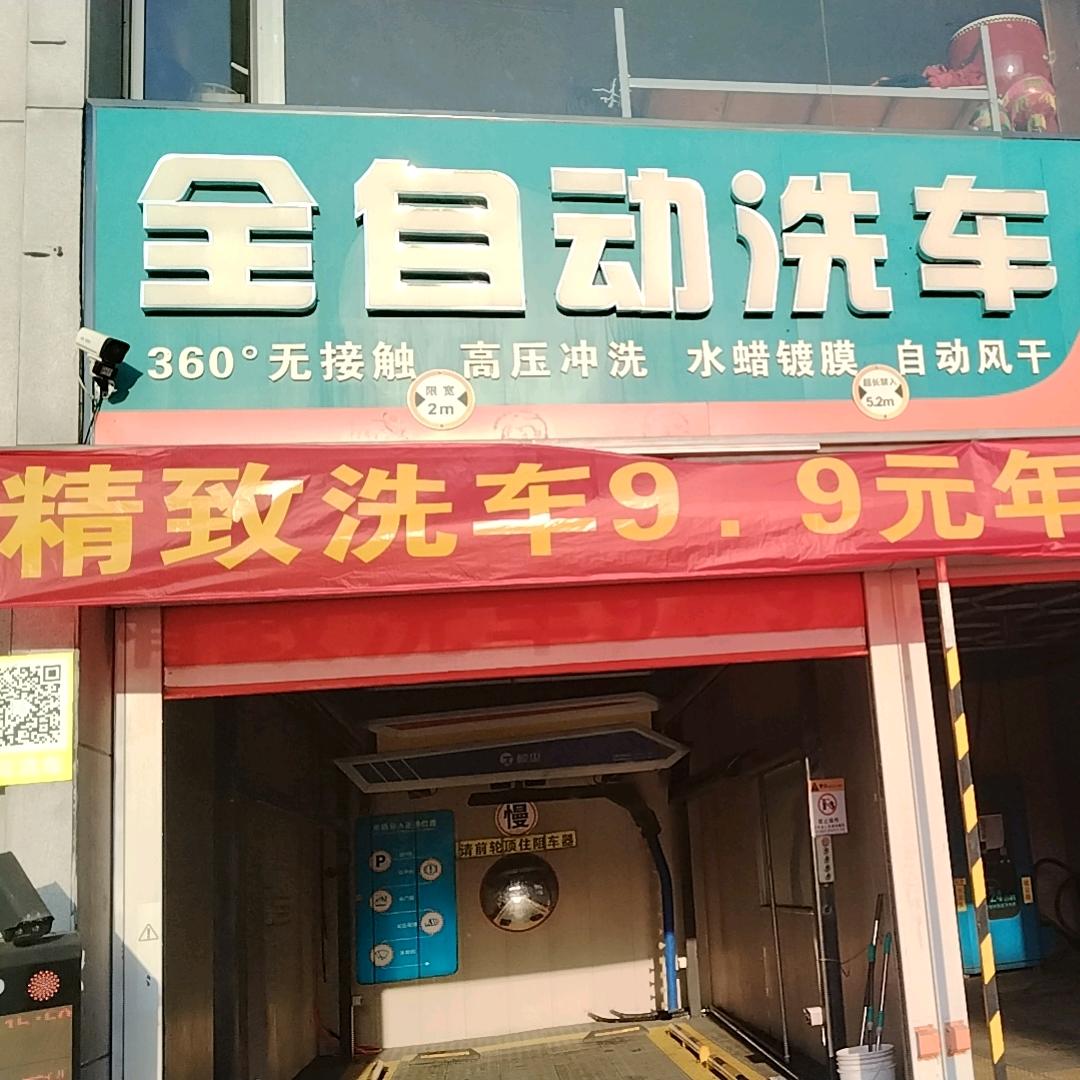 全自动洗车
360°无接触 高压冲洗 水蜡镀膜 自动风干
限宽
2m
超长禁入
5.2m
精致洗车9.9元年
慢
请前轮顶住阻车器
P